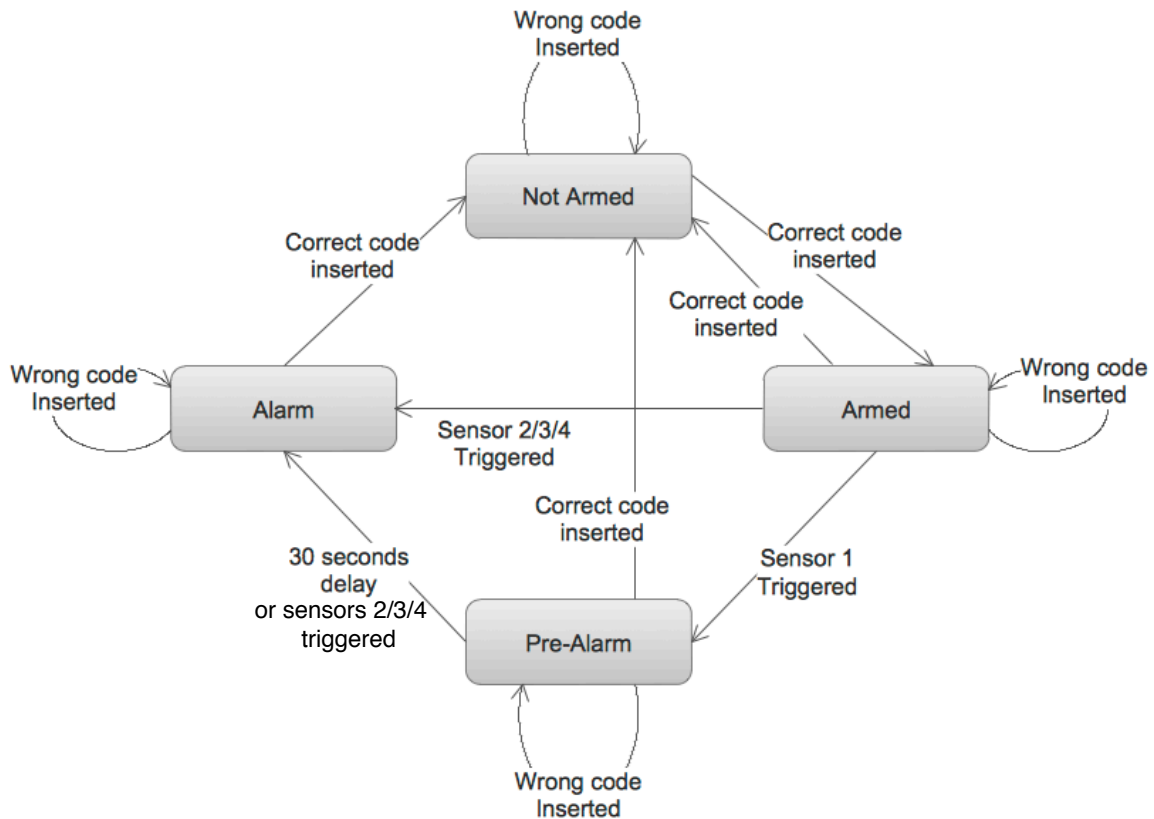 Wrong code
Inserted
Not Armed
Correct code
inserted
Correct code
inserted
Correct code
inserted
Wrong code
Inserted
Alarm
Sensor 2/3/4
Triggered
Armed
Wrong code
Inserted
Correct code
inserted
30 seconds
delay
or sensors 2/3/4
triggered
Sensor 1
Triggered
Pre-Alarm
Wrong code
Inserted